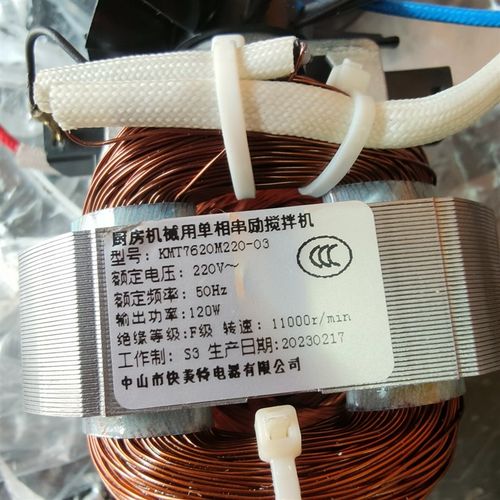 厨房机械用单相串励搅拌机
型号: KMT7620M220-03
额定电压: 220V～
额定频率: 50Hz
输出功率: 120W
绝缘等级:F级 转速: 11000r/min
工作制: S3 生产日期:20230217
中山市快美特电器有限公司
CCC